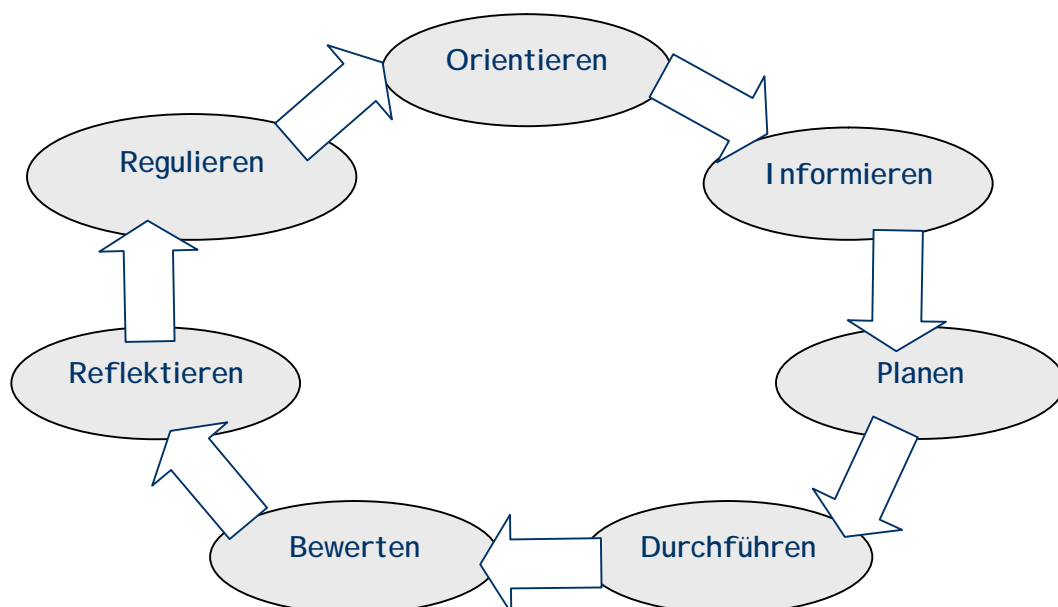 Orientieren
Informieren
Planen
Durchführen
Bewerten
Reflektieren
Regulieren